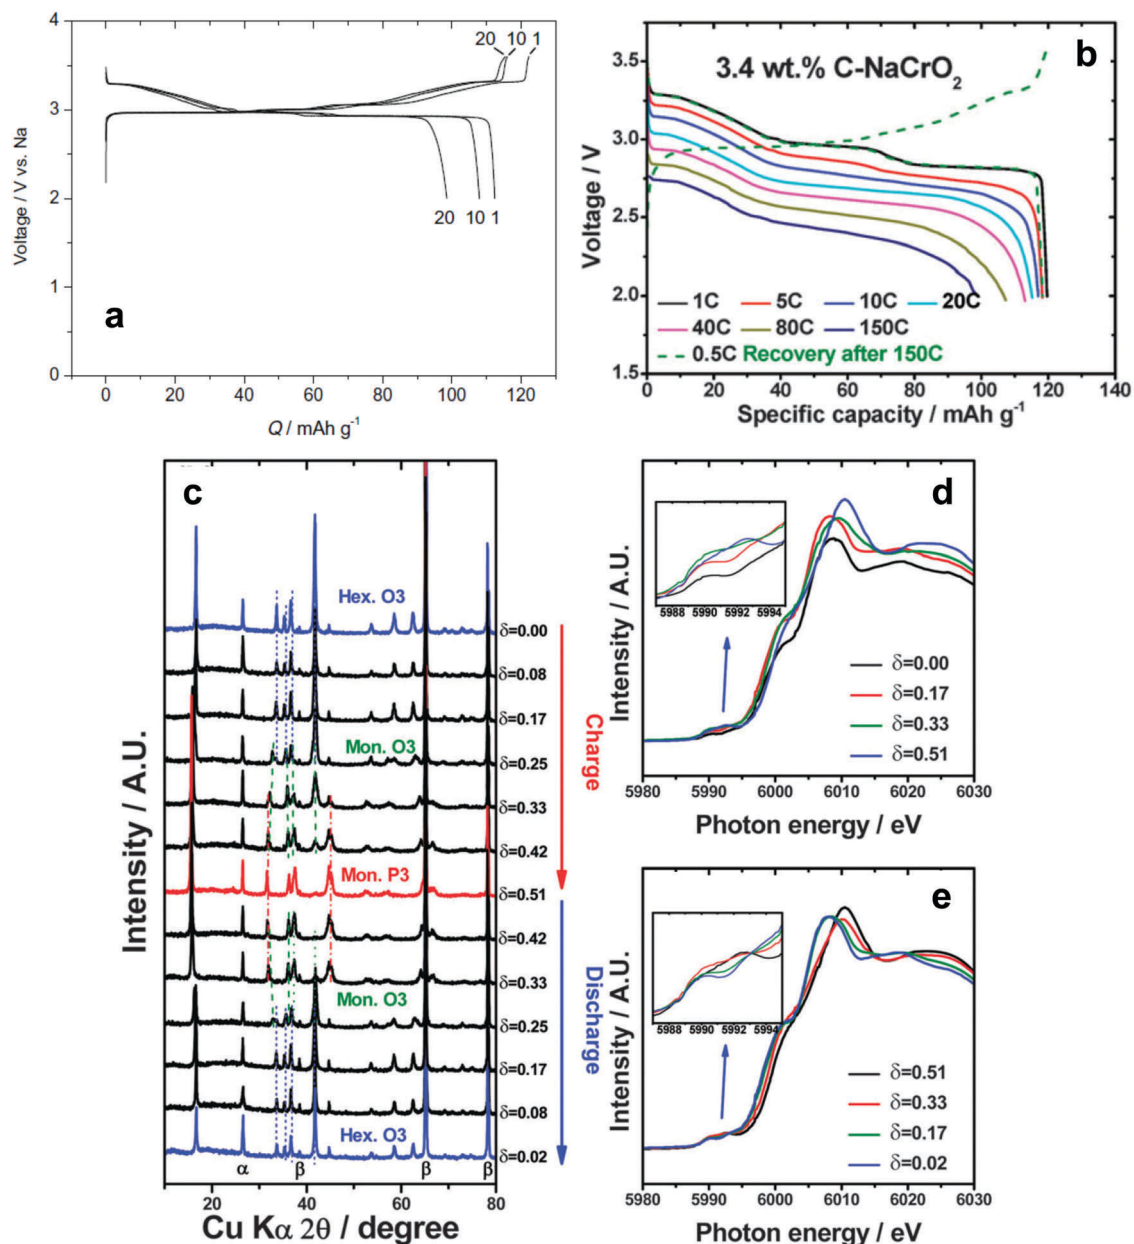 a
4
3
2
1
0
0
20
40
60
80
100
120
Voltage / V vs. Na
Q / mAh g-1
20 10 1
20 10 1
b
3.4 wt.% C-NaCrO2
3.5
3.0
2.5
2.0
1.5
0 20 40 60 80 100 120 140
Voltage / V
Specific capacity / mAh g-1
1C 5C 10C 20C
40C 80C 150C
0.5C Recovery after 150C
c
Intensity / A.U.
Hex. O3
δ=0.00
δ=0.08
δ=0.17
Mon. O3
δ=0.25
δ=0.33
δ=0.42
Mon. P3
δ=0.51
δ=0.42
δ=0.33
Mon. O3
δ=0.25
δ=0.17
δ=0.08
Hex. O3
δ=0.02
α β β β
20 40 60 80
Cu Kα 2θ / degree
Charge
Discharge
d
Intensity / A.U.
5988 5990 5992 5994
δ=0.00
δ=0.17
δ=0.33
δ=0.51
5980 5990 6000 6010 6020 6030
Photon energy / eV
e
Intensity / A.U.
5988 5990 5992 5994
δ=0.51
δ=0.33
δ=0.17
δ=0.02
5980 5990 6000 6010 6020 6030
Photon energy / eV